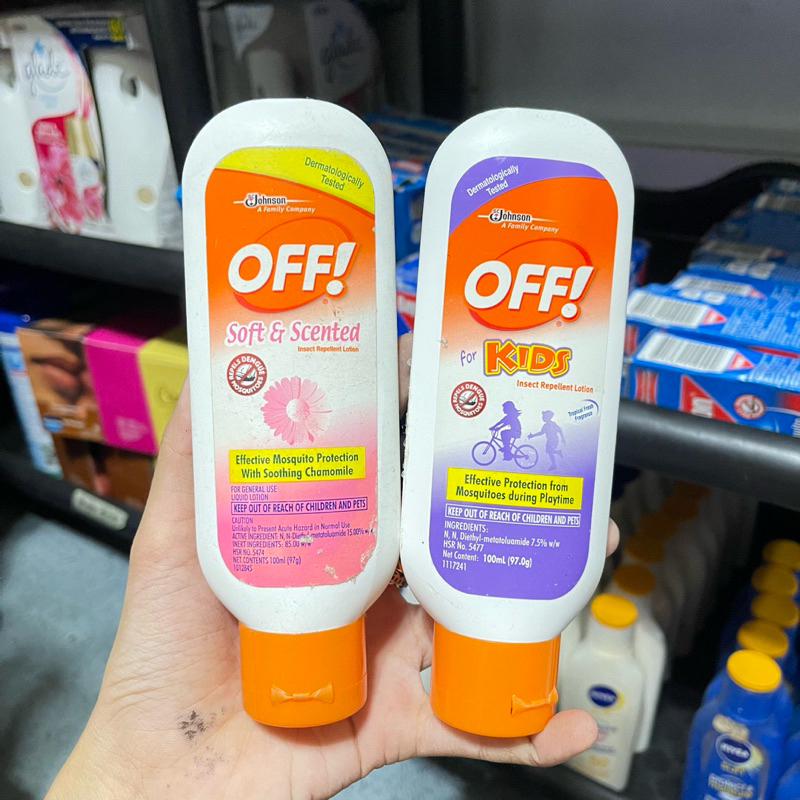 glade
glade
Dermatologically
Tested
SC Johnson
A Family Company
OFF!
Soft & Scented
Insect Repellent Lotion
REPELS DENGUE
MOSQUITOES
Effective Mosquito Protection
With Soothing Chamomile
FOR GENERAL USE
LIQUID LOTION
KEEP OUT OF REACH OF CHILDREN AND PETS
CAUTION
Unlikely to Present Acute Hazard in Normal Use
ACTIVE INGREDIENT: N, N-Diethyl-metatoluamide 15.00% w/w
INERT INGREDIENTS: 85.00 w/w
HSR NO. 5474
NET CONTENTS 100ml (97g)
1012645
Dermatologically
Tested
SC Johnson
A Family Company
OFF!
for KIDS
Insect Repellent Lotion
REPELS DENGUE
MOSQUITOES
Tropical Fresh
Fragrance
Effective Protection from
Mosquitoes during Playtime
KEEP OUT OF REACH OF CHILDREN AND PETS
INGREDIENTS:
N, N, Diethyl-metatoluamide 7.5% w/w
HSR No. 5477
Net Content: 100mL (97.0g)
1117241
NIVEA
NIVEA